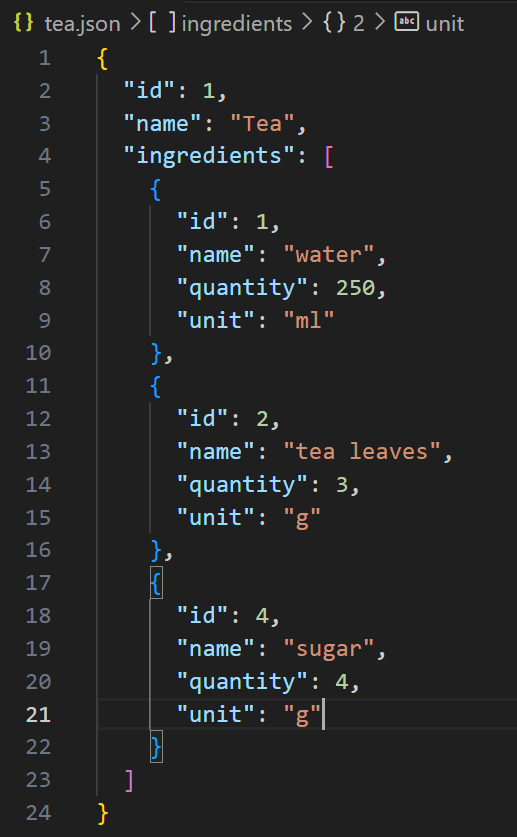 {} tea.json > [ ] ingredients > {} 2 > abc unit
1 {
2   "id": 1,
3   "name": "Tea",
4   "ingredients": [
5     {
6       "id": 1,
7       "name": "water",
8       "quantity": 250,
9       "unit": "ml"
10     },
11     {
12       "id": 2,
13       "name": "tea leaves",
14       "quantity": 3,
15       "unit": "g"
16     },
17     {
18       "id": 4,
19       "name": "sugar",
20       "quantity": 4,
21       "unit": "g"
22     }
23   ]
24 }